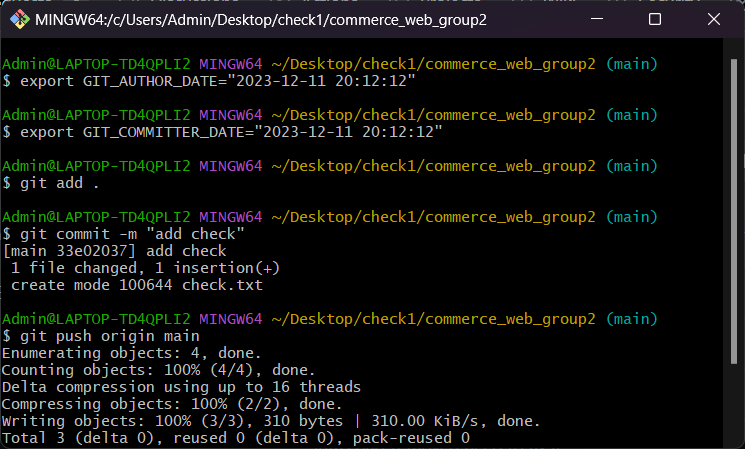 MINGW64:/c/Users/Admin/Desktop/check1/commerce_web_group2
Admin@LAPTOP-TD4QPLI2 MINGW64 ~/Desktop/check1/commerce_web_group2 (main)
$ export GIT_AUTHOR_DATE="2023-12-11 20:12:12"
Admin@LAPTOP-TD4QPLI2 MINGW64 ~/Desktop/check1/commerce_web_group2 (main)
$ export GIT_COMMITTER_DATE="2023-12-11 20:12:12"
Admin@LAPTOP-TD4QPLI2 MINGW64 ~/Desktop/check1/commerce_web_group2 (main)
$ git add .
Admin@LAPTOP-TD4QPLI2 MINGW64 ~/Desktop/check1/commerce_web_group2 (main)
$ git commit -m "add check"
[main 33e02037] add check
1 file changed, 1 insertion(+)
create mode 100644 check.txt
Admin@LAPTOP-TD4QPLI2 MINGW64 ~/Desktop/check1/commerce_web_group2 (main)
$ git push origin main
Enumerating objects: 4, done.
Counting objects: 100% (4/4), done.
Delta compression using up to 16 threads
Compressing objects: 100% (2/2), done.
Writing objects: 100% (3/3), 310 bytes | 310.00 KiB/s, done.
Total 3 (delta 0), reused 0 (delta 0), pack-reused 0